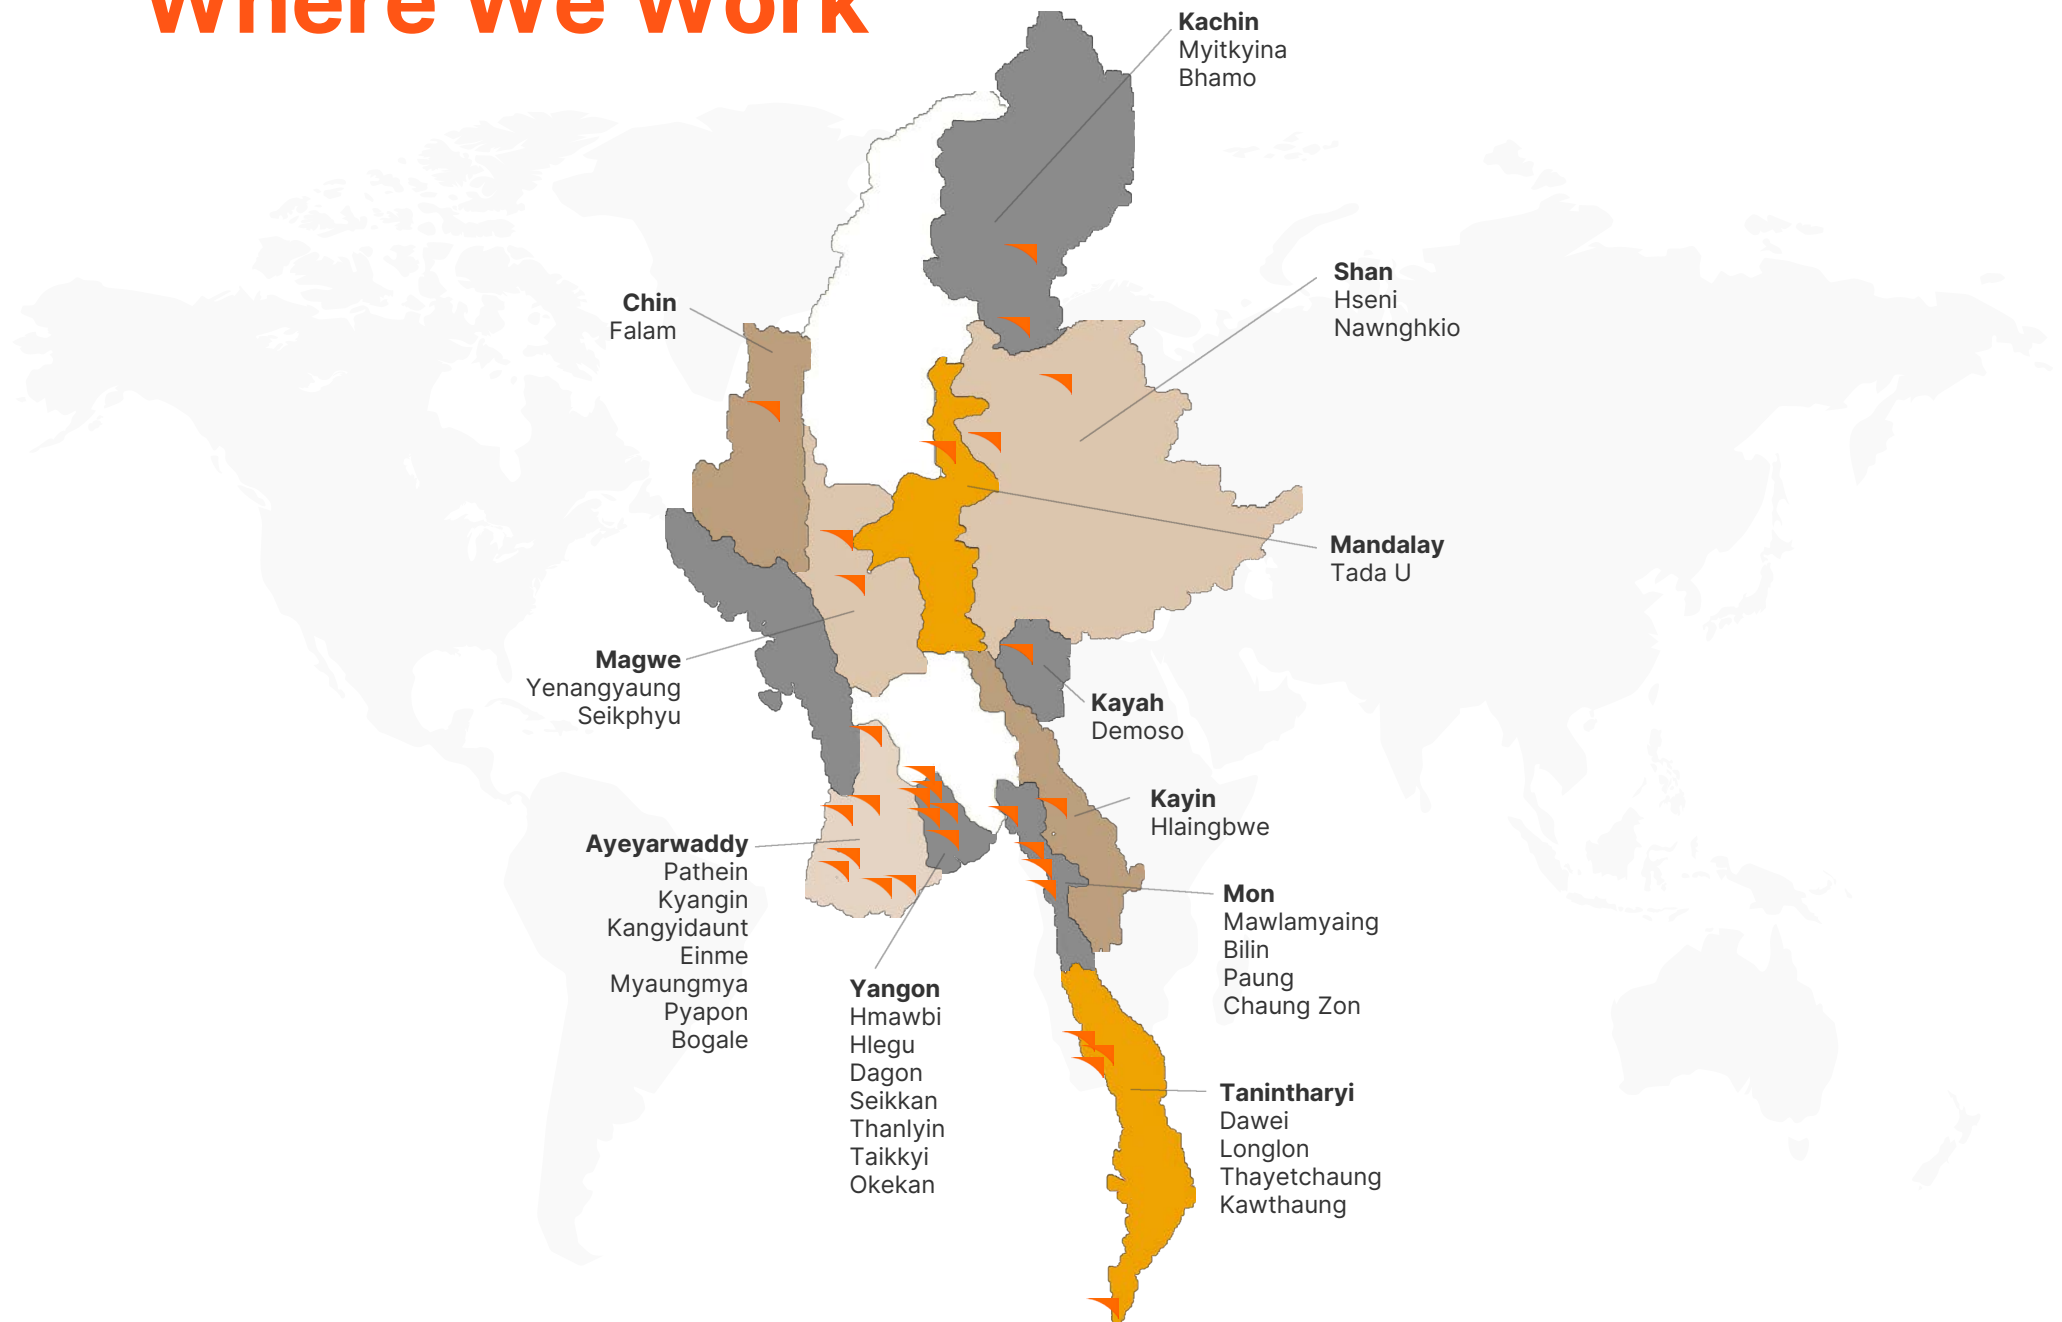 Where We Work
Kachin
Myitkyina
Bhamo
Shan
Hseni
Nawnghkio
Chin
Falam
Mandalay
Tada U
Magwe
Yenangyaung
Seikphyu
Kayah
Demoso
Kayin
Hlaingbwe
Ayeyarwaddy
Pathein
Kyangin
Kangyidaunt
Einme
Myaungmya
Pyapon
Bogale
Mon
Mawlamyaing
Bilin
Paung
Chaung Zon
Yangon
Hmawbi
Hlegu
Dagon
Seikkan
Thanlyin
Taikkyi
Okekan
Tanintharyi
Dawei
Longlon
Thayetchaung
Kawthaung